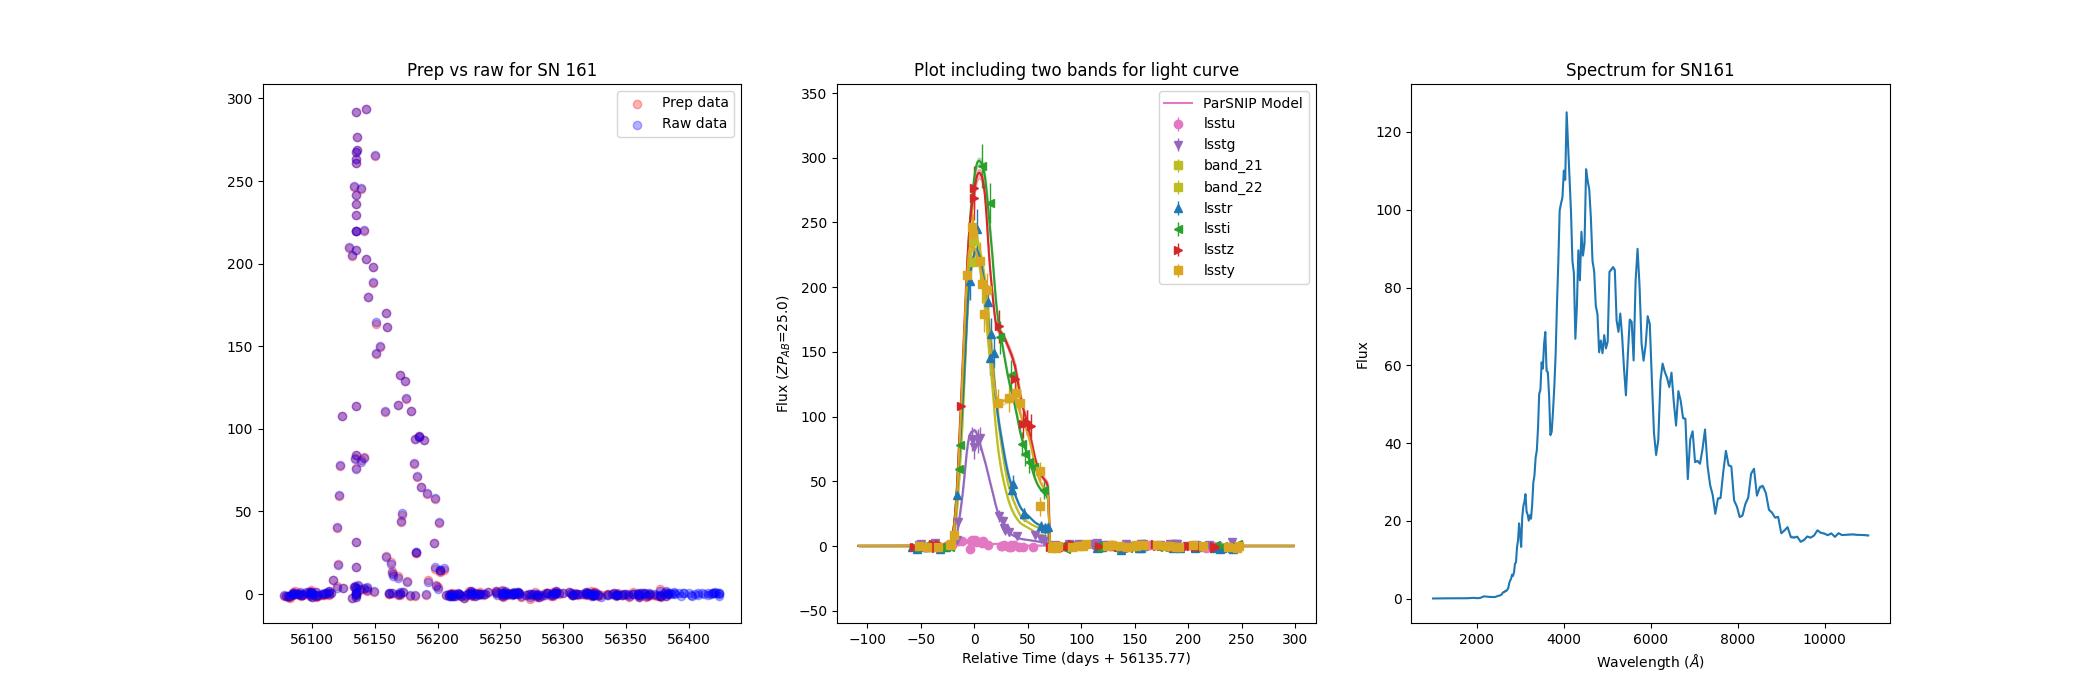 Prep vs raw for SN 161
Prep data
Raw data
300
250
200
150
100
50
0
56100 56150 56200 56250 56300 56350 56400
Plot including two bands for light curve
ParSNIP Model
lsstu
lsstg
band_21
band_22
lsstr
lssti
lsstz
lssty
Flux (ZP_AB=25.0)
350
300
250
200
150
100
50
0
−50
−100 −50 0 50 100 150 200 250 300
Relative Time (days + 56135.77)
Spectrum for SN161
Flux
120
100
80
60
40
20
0
2000 4000 6000 8000 10000
Wavelength (Å)